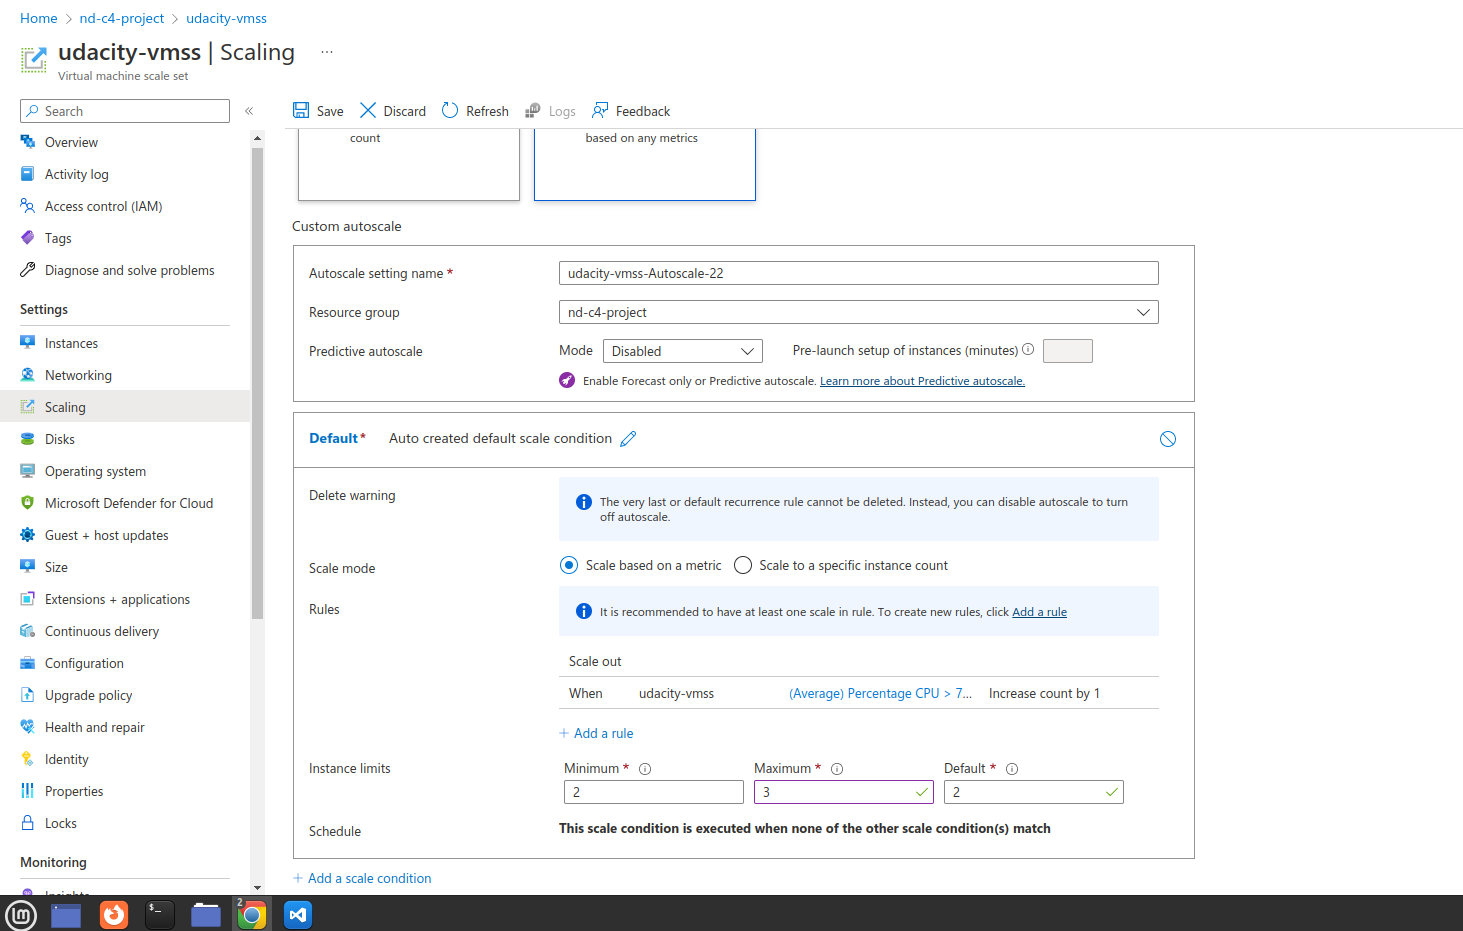 Home > nd-c4-project > udacity-vmss
udacity-vmss | Scaling ...
Virtual machine scale set
Search «
Save Discard Refresh Logs Feedback
Overview
Activity log
Access control (IAM)
Tags
Diagnose and solve problems
Settings
Instances
Networking
Scaling
Disks
Operating system
Microsoft Defender for Cloud
Guest + host updates
Size
Extensions + applications
Continuous delivery
Configuration
Upgrade policy
Health and repair
Identity
Properties
Locks
Monitoring
count
based on any metrics
Custom autoscale
Autoscale setting name * udacity-vmss-Autoscale-22
Resource group nd-c4-project
Predictive autoscale Mode Disabled Pre-launch setup of instances (minutes)
Enable Forecast only or Predictive autoscale. Learn more about Predictive autoscale.
Default* Auto created default scale condition
Delete warning
The very last or default recurrence rule cannot be deleted. Instead, you can disable autoscale to turn
off autoscale.
Scale mode Scale based on a metric Scale to a specific instance count
Rules It is recommended to have at least one scale in rule. To create new rules, click Add a rule
Scale out
When udacity-vmss (Average) Percentage CPU > 7... Increase count by 1
+ Add a rule
Instance limits Minimum * Maximum * Default *
2 3 2
Schedule This scale condition is executed when none of the other scale condition(s) match
+ Add a scale condition
2